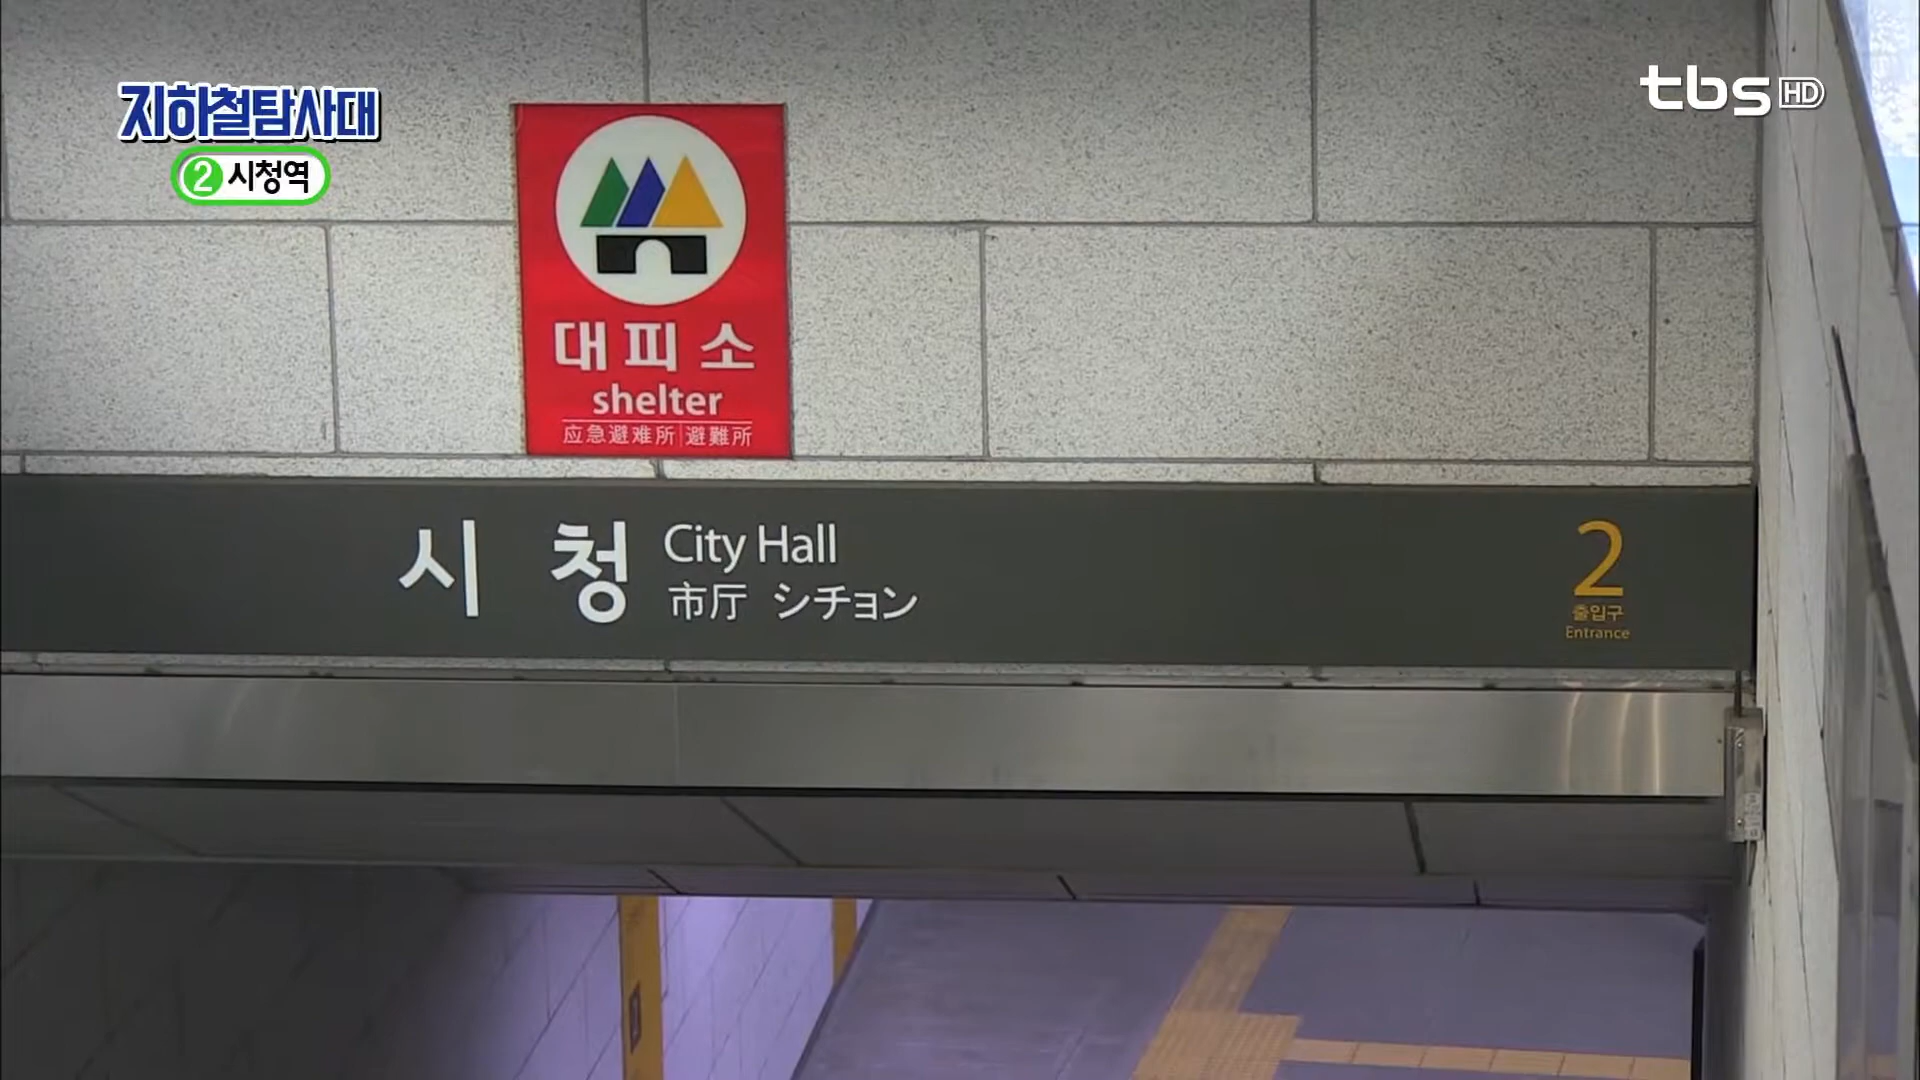 지하철탐사대
2 시청역
tbs HD
대피소
shelter
应急避难所|避難所
시청
City Hall
市厅 シチョン
2
출입구
Entrance